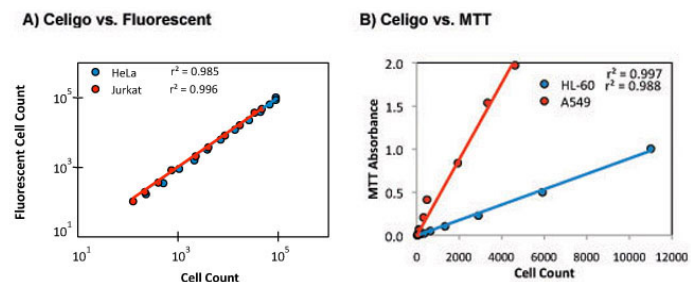 A) Celigo vs. Fluorescent
HeLa r² = 0.985
Jurkat r² = 0.996
Fluorescent Cell Count
10⁵
10³
10¹
10¹ 10³ 10⁵
Cell Count
B) Celigo vs. MTT
HL-60 r² = 0.997
A549 r² = 0.988
MTT Absorbance
2.0
1.5
1.0
0.5
0.0
0 2000 4000 6000 8000 10000 12000
Cell Count